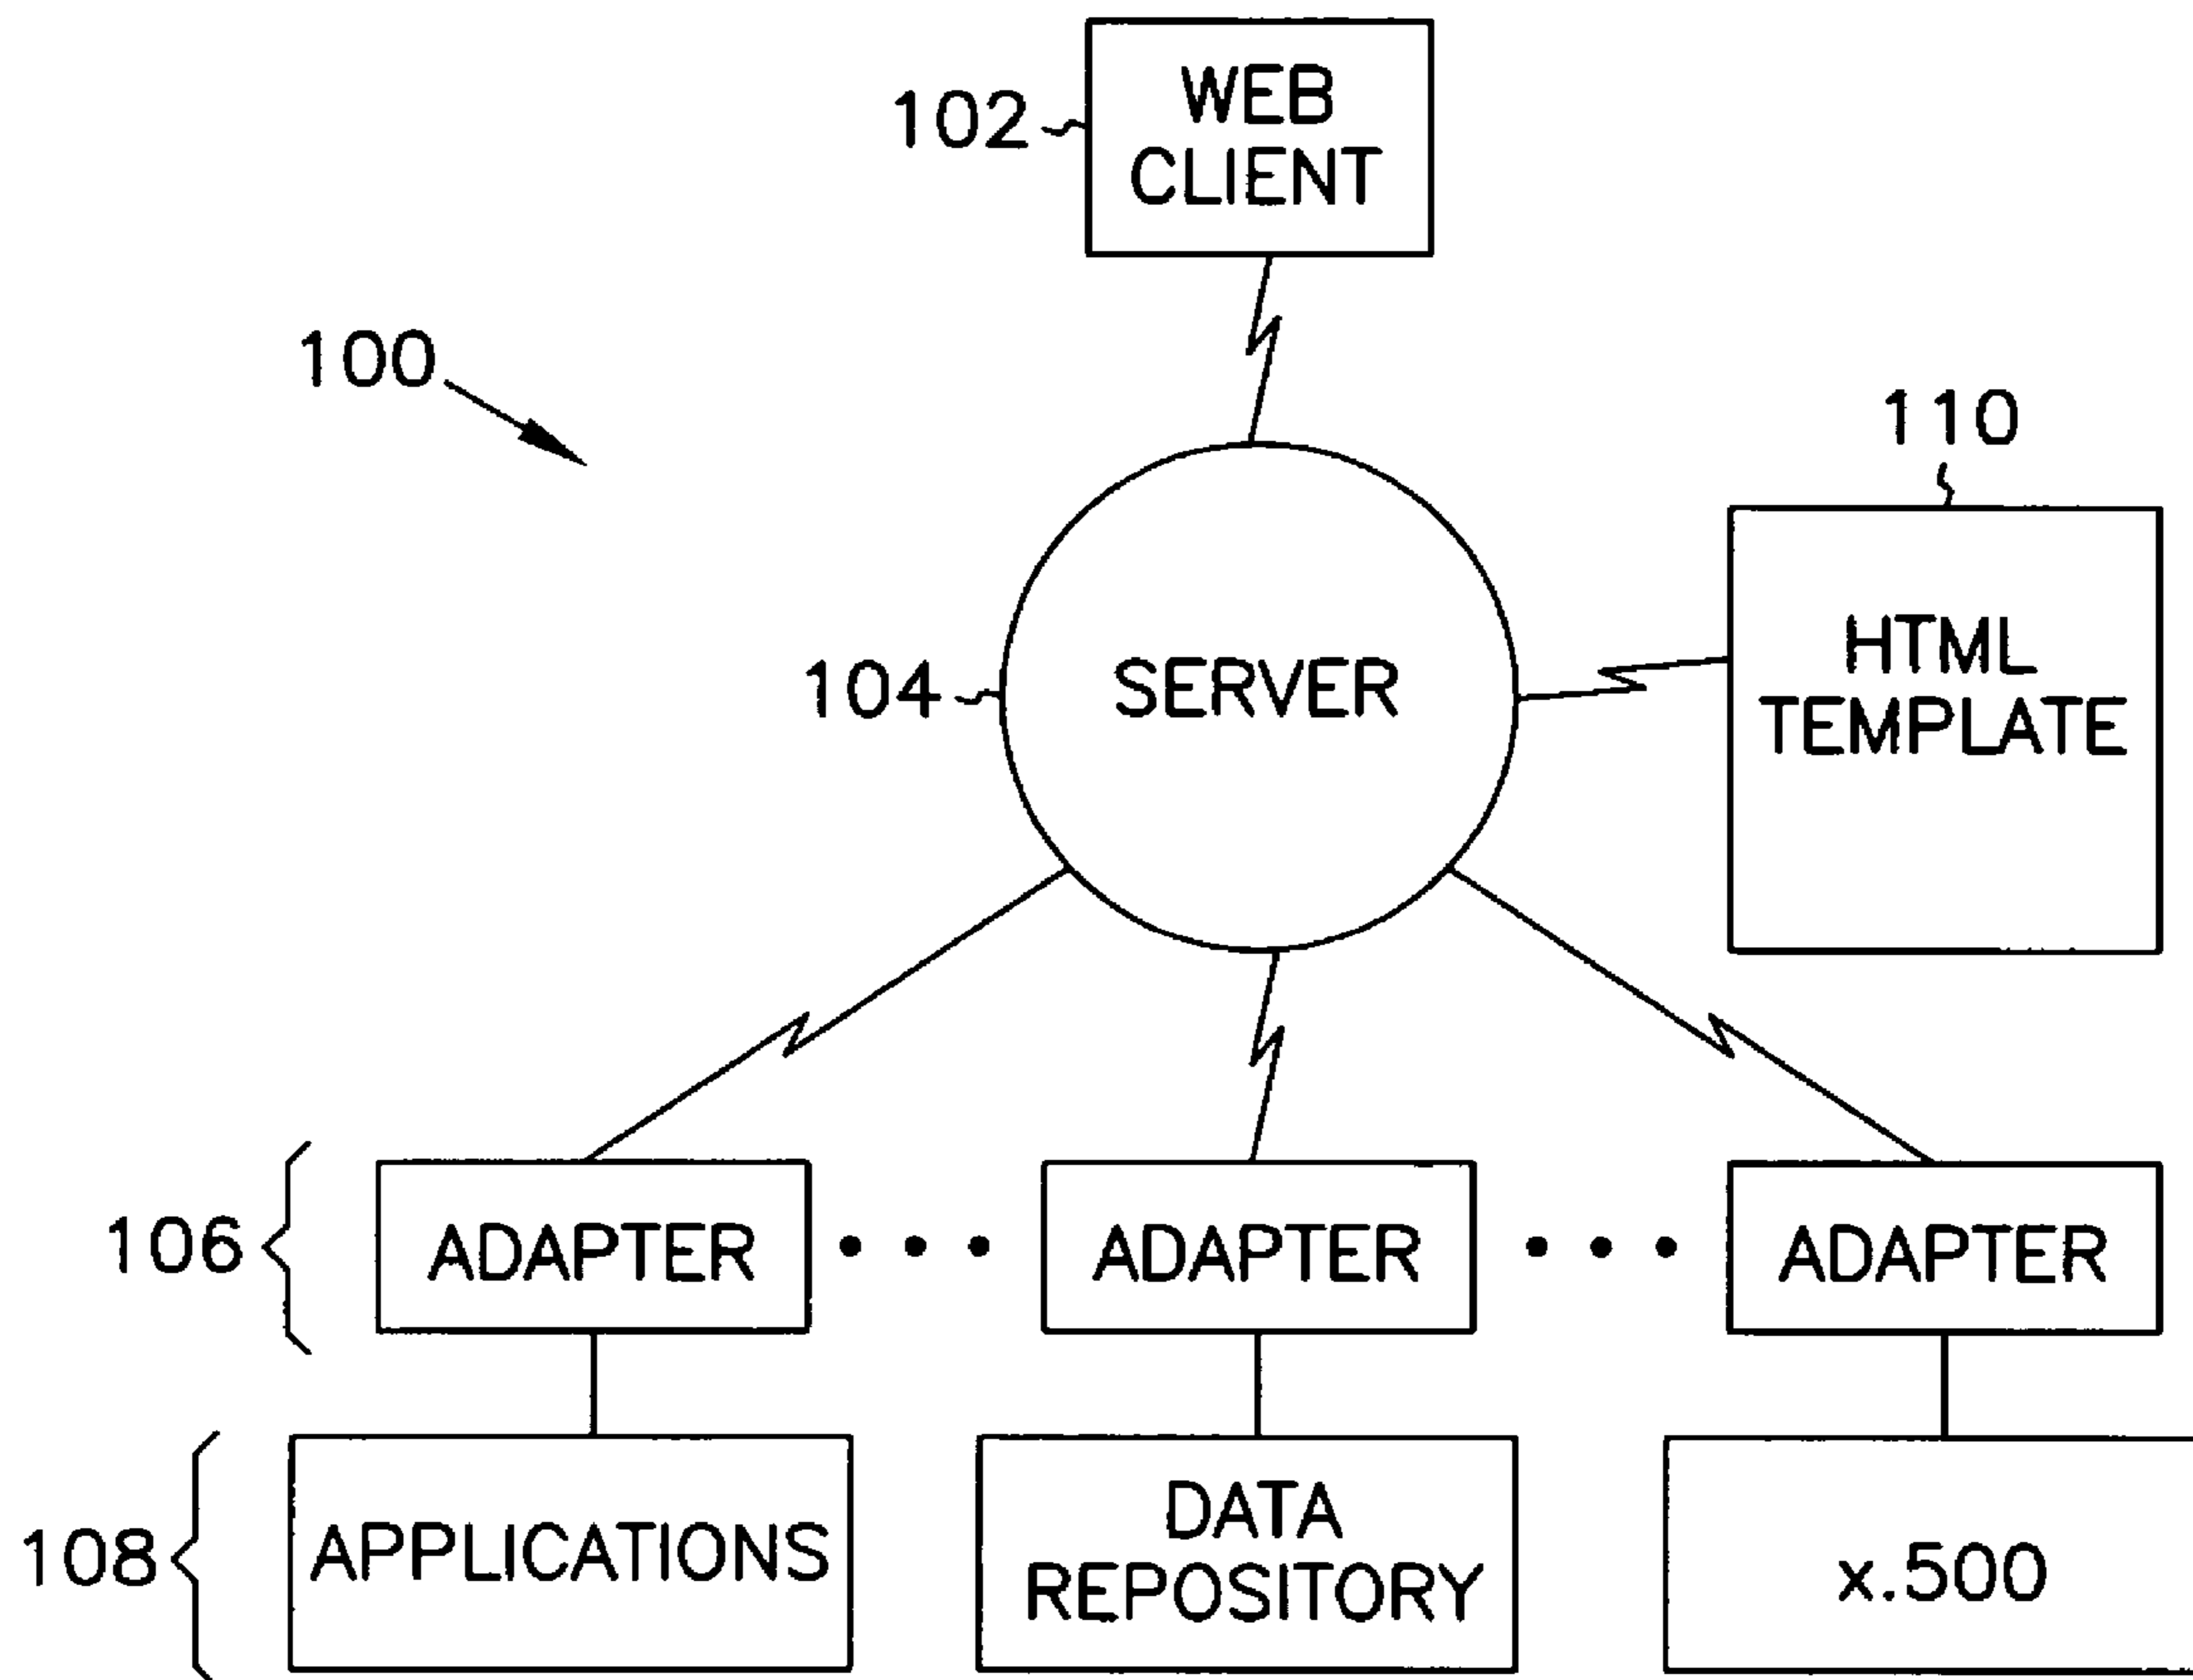 102
WEB
CLIENT
100
110
HTML
TEMPLATE
104
SERVER
106
ADAPTER
ADAPTER
ADAPTER
108
APPLICATIONS
DATA
REPOSITORY
x.500